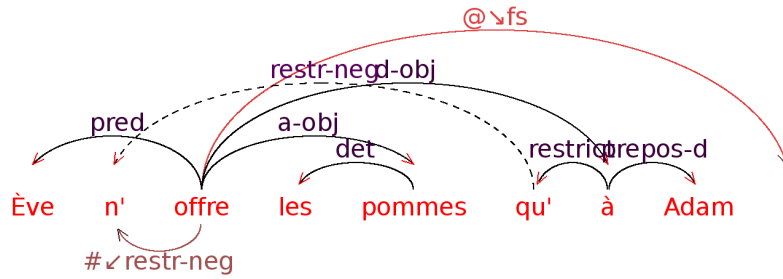 @↘fs
restr-neg d-obj
pred a-obj
det restrict prepos-d
Ève n' offre les pommes qu' à Adam
#↙restr-neg